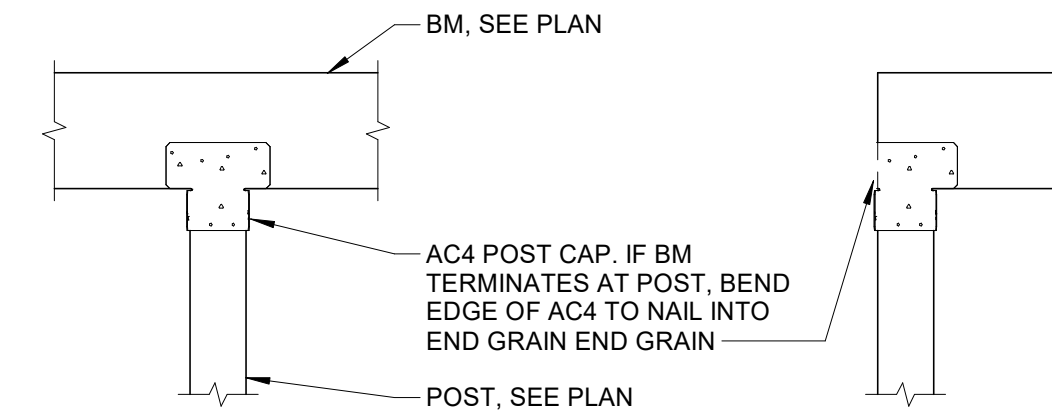 BM, SEE PLAN
AC4 POST CAP. IF BM
TERMINATES AT POST, BEND
EDGE OF AC4 TO NAIL INTO
END GRAIN END GRAIN
POST, SEE PLAN